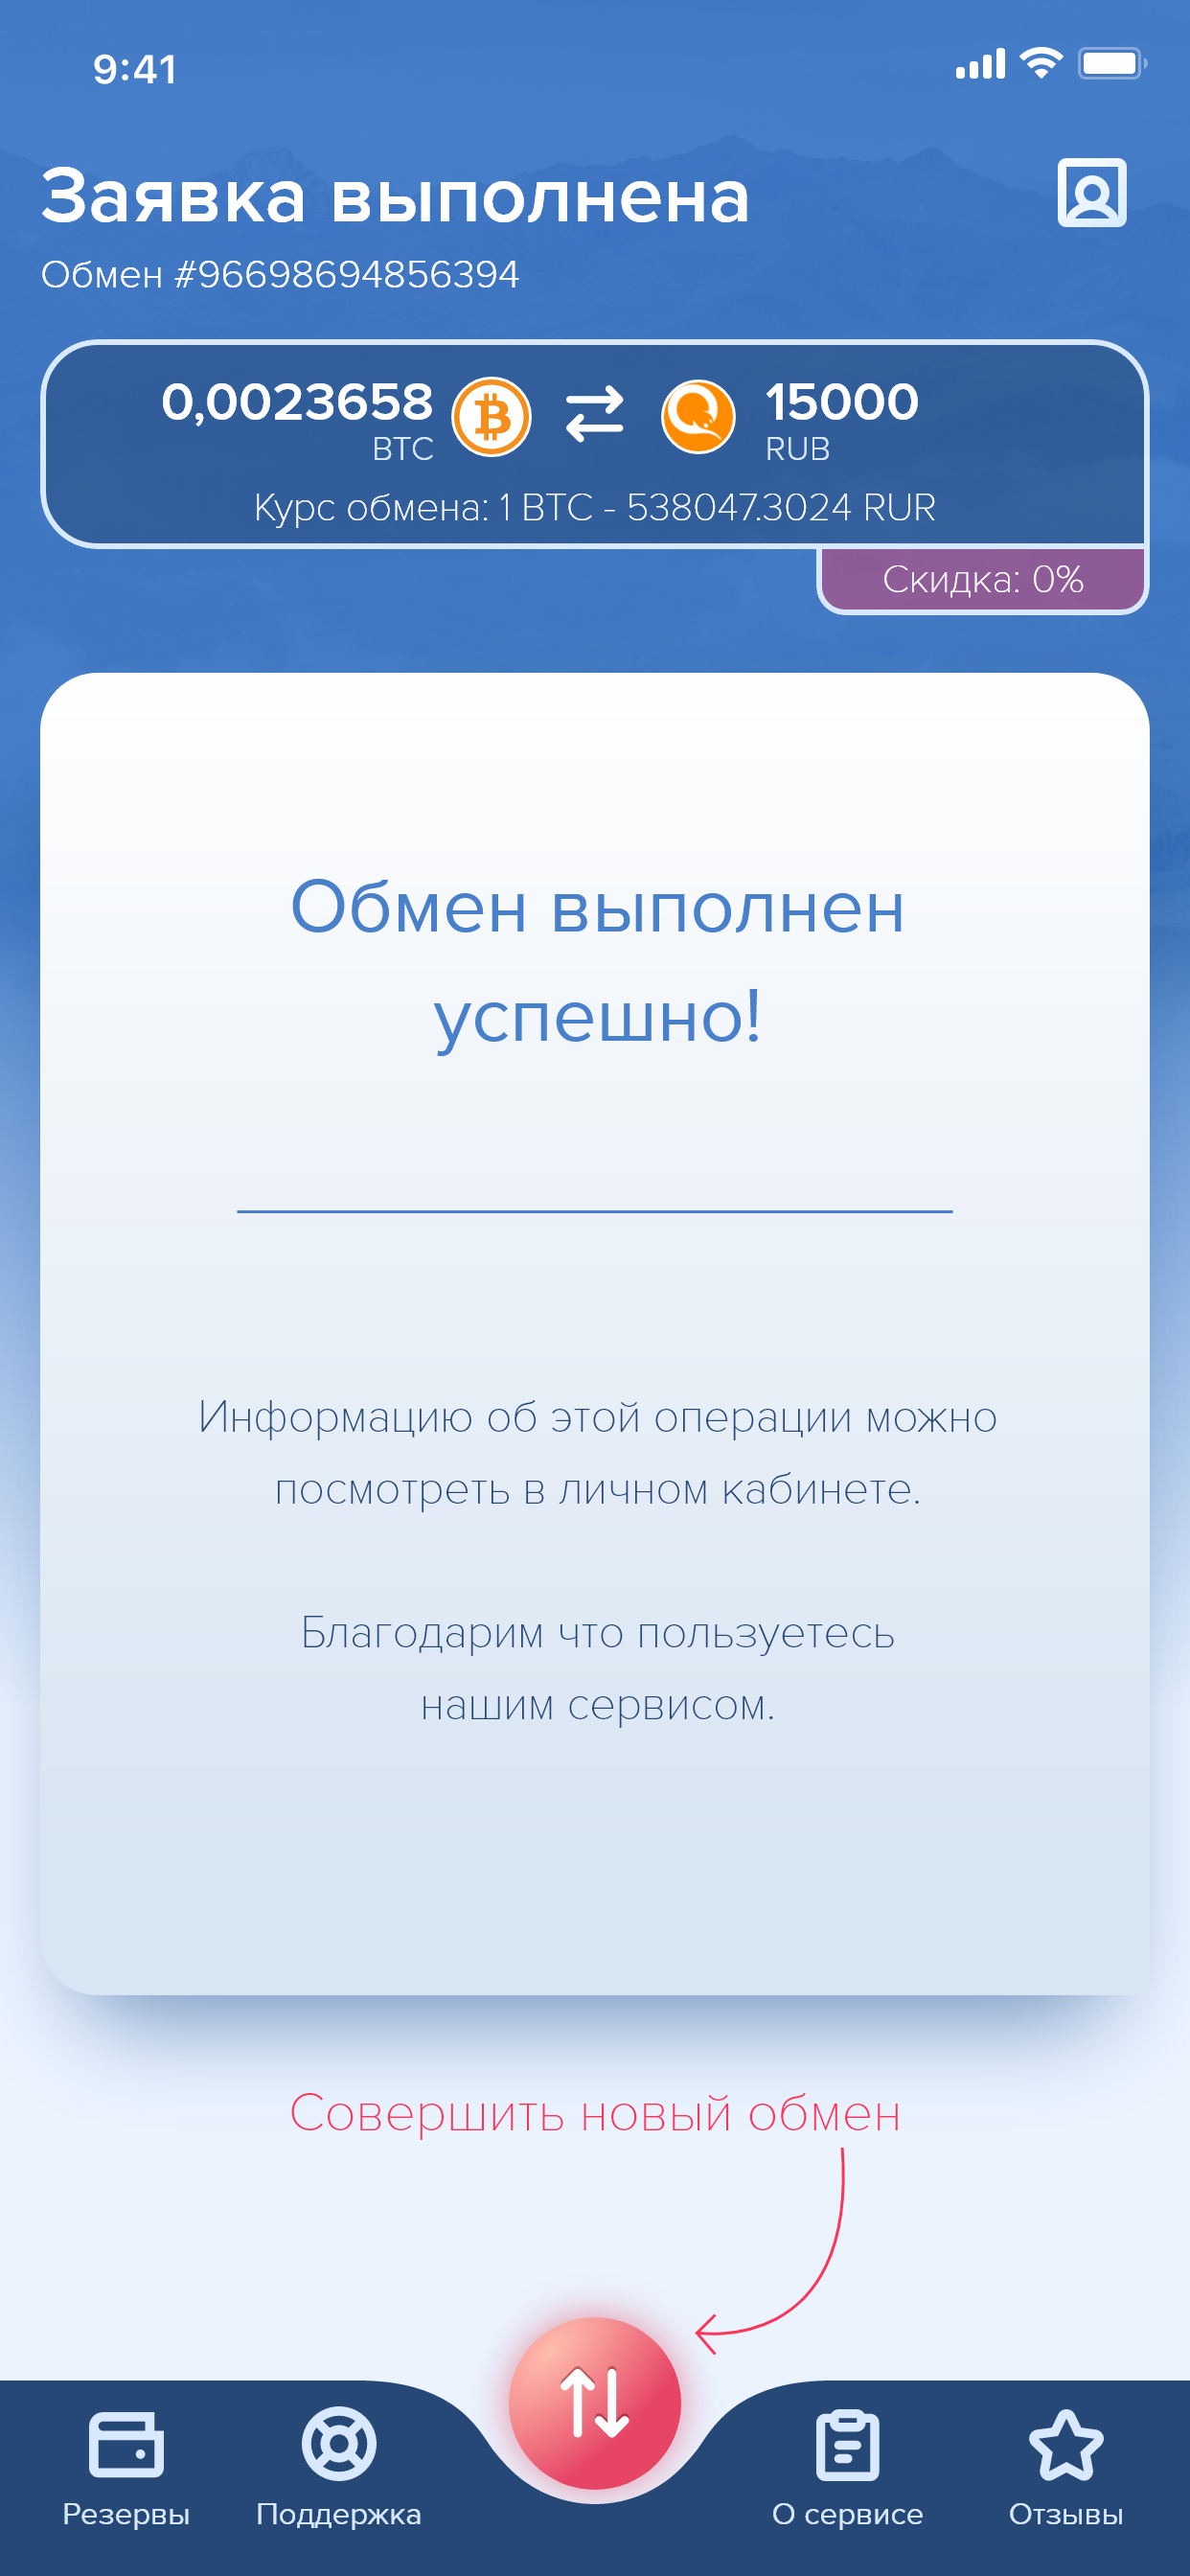 9:41
Заявка выполнена
Обмен #96698694856394
0,0023658 15000
BTC RUB
Курс обмена: 1 BTC - 538047.3024 RUR
Скидка: 0%
Обмен выполнен
успешно!
Информацию об этой операции можно
посмотреть в личном кабинете.
Благодарим что пользуетесь
нашим сервисом.
Совершить новый обмен
Резервы Поддержка О сервисе Отзывы